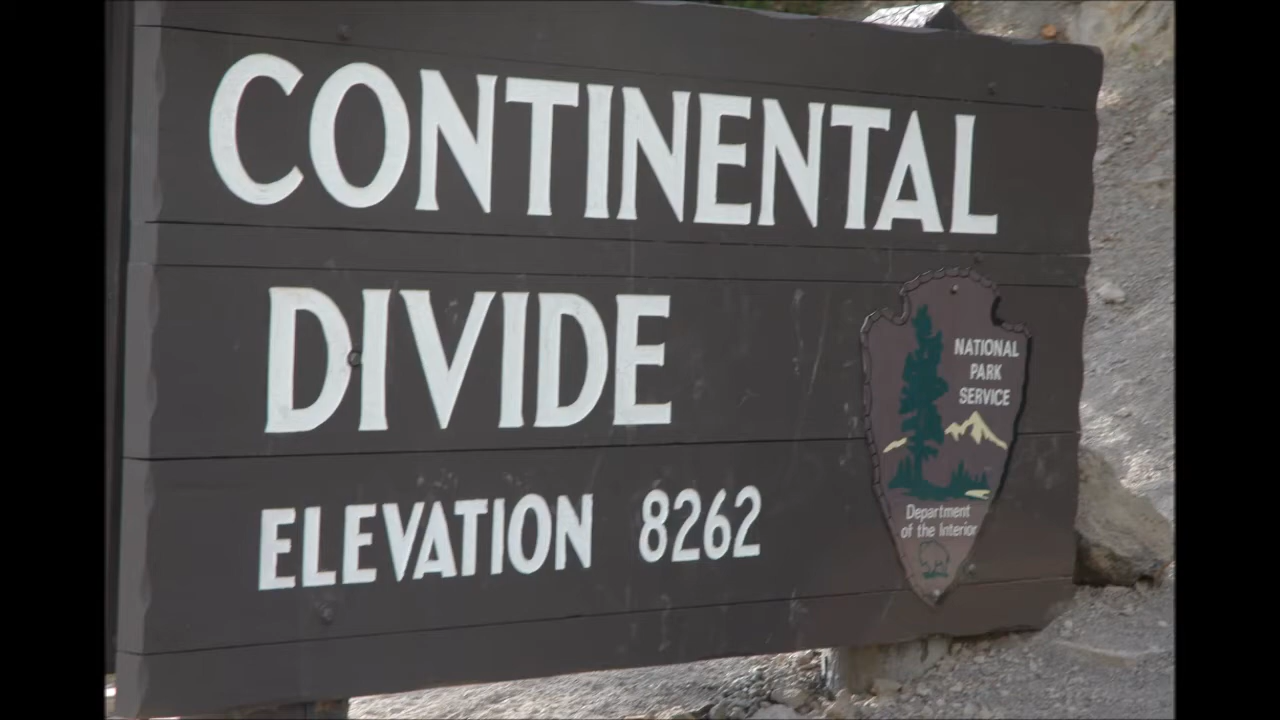 CONTINENTAL
DIVIDE
ELEVATION 8262
NATIONAL
PARK
SERVICE
Department
of the Interior